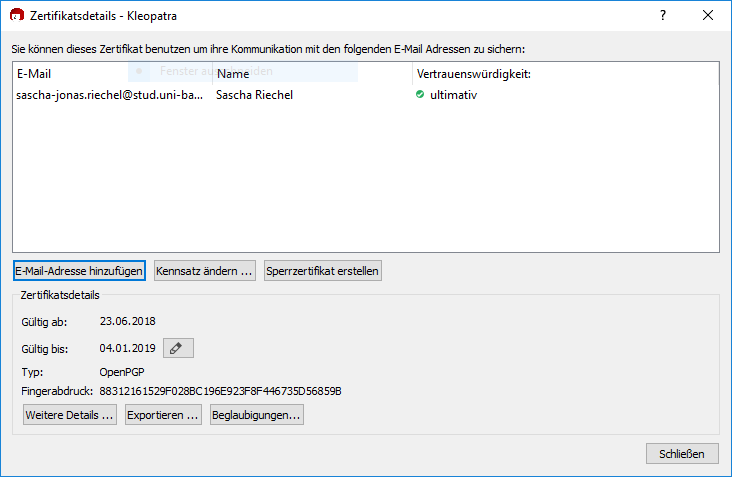 Zertifikatsdetails - Kleopatra
Sie können dieses Zertifikat benutzen um ihre Kommunikation mit den folgenden E-Mail Adressen zu sichern:
E-Mail Name Vertrauenswürdigkeit:
Fenster ausschneiden
sascha-jonas.riechel@stud.uni-ba... Sascha Riechel ultimativ
E-Mail-Adresse hinzufügen Kennsatz ändern ... Sperrzertifikat erstellen
Zertifikatsdetails
Gültig ab: 23.06.2018
Gültig bis: 04.01.2019
Typ: OpenPGP
Fingerabdruck: 88312161529F028BC196E923F8F446735D56859B
Weitere Details ... Exportieren ... Beglaubigungen...
Schließen